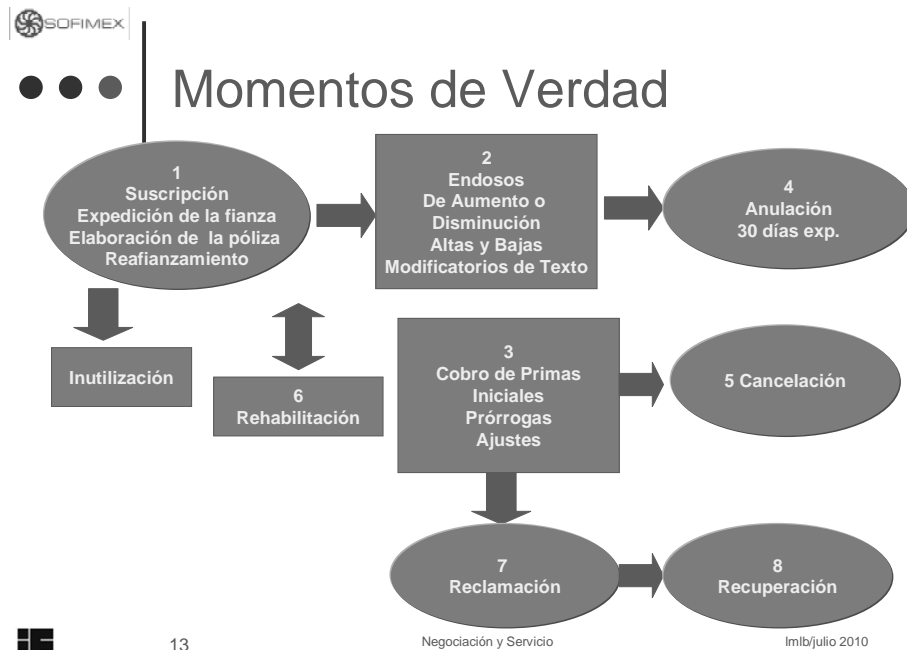 SOFIMEX
Momentos de Verdad
1
Suscripción
Expedición de la fianza
Elaboración de la póliza
Reafianzamiento
2
Endosos
De Aumento o
Disminución
Altas y Bajas
Modificatorios de Texto
4
Anulación
30 días exp.
Inutilización
6
Rehabilitación
3
Cobro de Primas
Iniciales
Prórrogas
Ajustes
5 Cancelación
7
Reclamación
8
Recuperación
13
Negociación y Servicio
lmlb/julio 2010